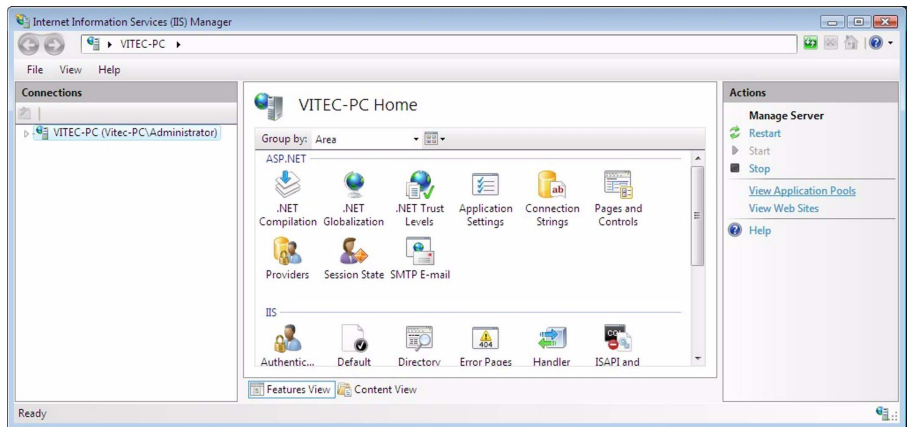 Internet Information Services (IIS) Manager
VITEC-PC
File View Help
Connections
VITEC-PC (Vitec-PC\Administrator)
VITEC-PC Home
Group by: Area
ASP.NET
.NET Compilation
.NET Globalization
.NET Trust Levels
Application Settings
Connection Strings
Pages and Controls
Providers
Session State
SMTP E-mail
IIS
Authentic...
Default
Directory
Error Pages
Handler
ISAPI and
Features View
Content View
Actions
Manage Server
Restart
Start
Stop
View Application Pools
View Web Sites
Help
Ready